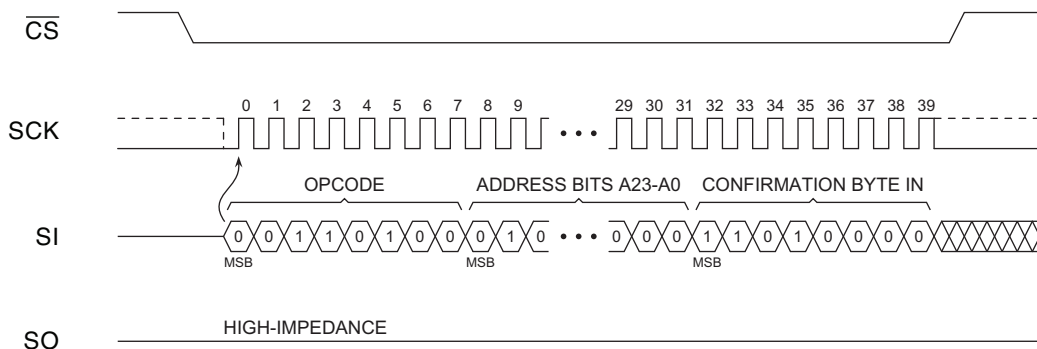 CS
0 1 2 3 4 5 6 7 8 9 29 30 31 32 33 34 35 36 37 38 39
SCK
OPCODE ADDRESS BITS A23-A0 CONFIRMATION BYTE IN
SI 0 0 1 1 0 1 0 0 0 1 0 0 0 0 1 1 0 1 0 0 0 0
MSB MSB MSB
HIGH-IMPEDANCE
SO